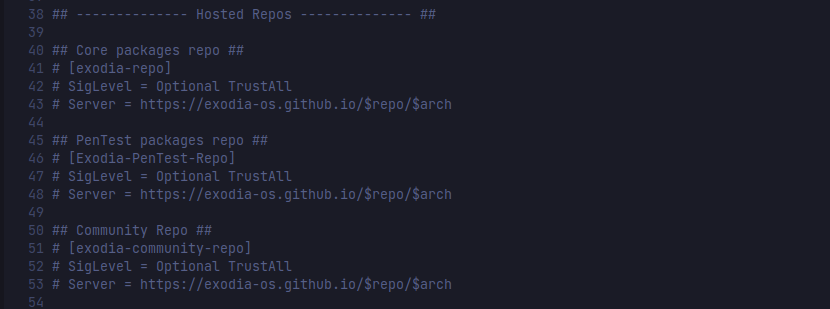 38 ## -------------- Hosted Repos -------------- ##
39
40 ## Core packages repo ##
41 # [exodia-repo]
42 # SigLevel = Optional TrustAll
43 # Server = https://exodia-os.github.io/$repo/$arch
44
45 ## PenTest packages repo ##
46 # [Exodia-PenTest-Repo]
47 # SigLevel = Optional TrustAll
48 # Server = https://exodia-os.github.io/$repo/$arch
49
50 ## Community Repo ##
51 # [exodia-community-repo]
52 # SigLevel = Optional TrustAll
53 # Server = https://exodia-os.github.io/$repo/$arch
54